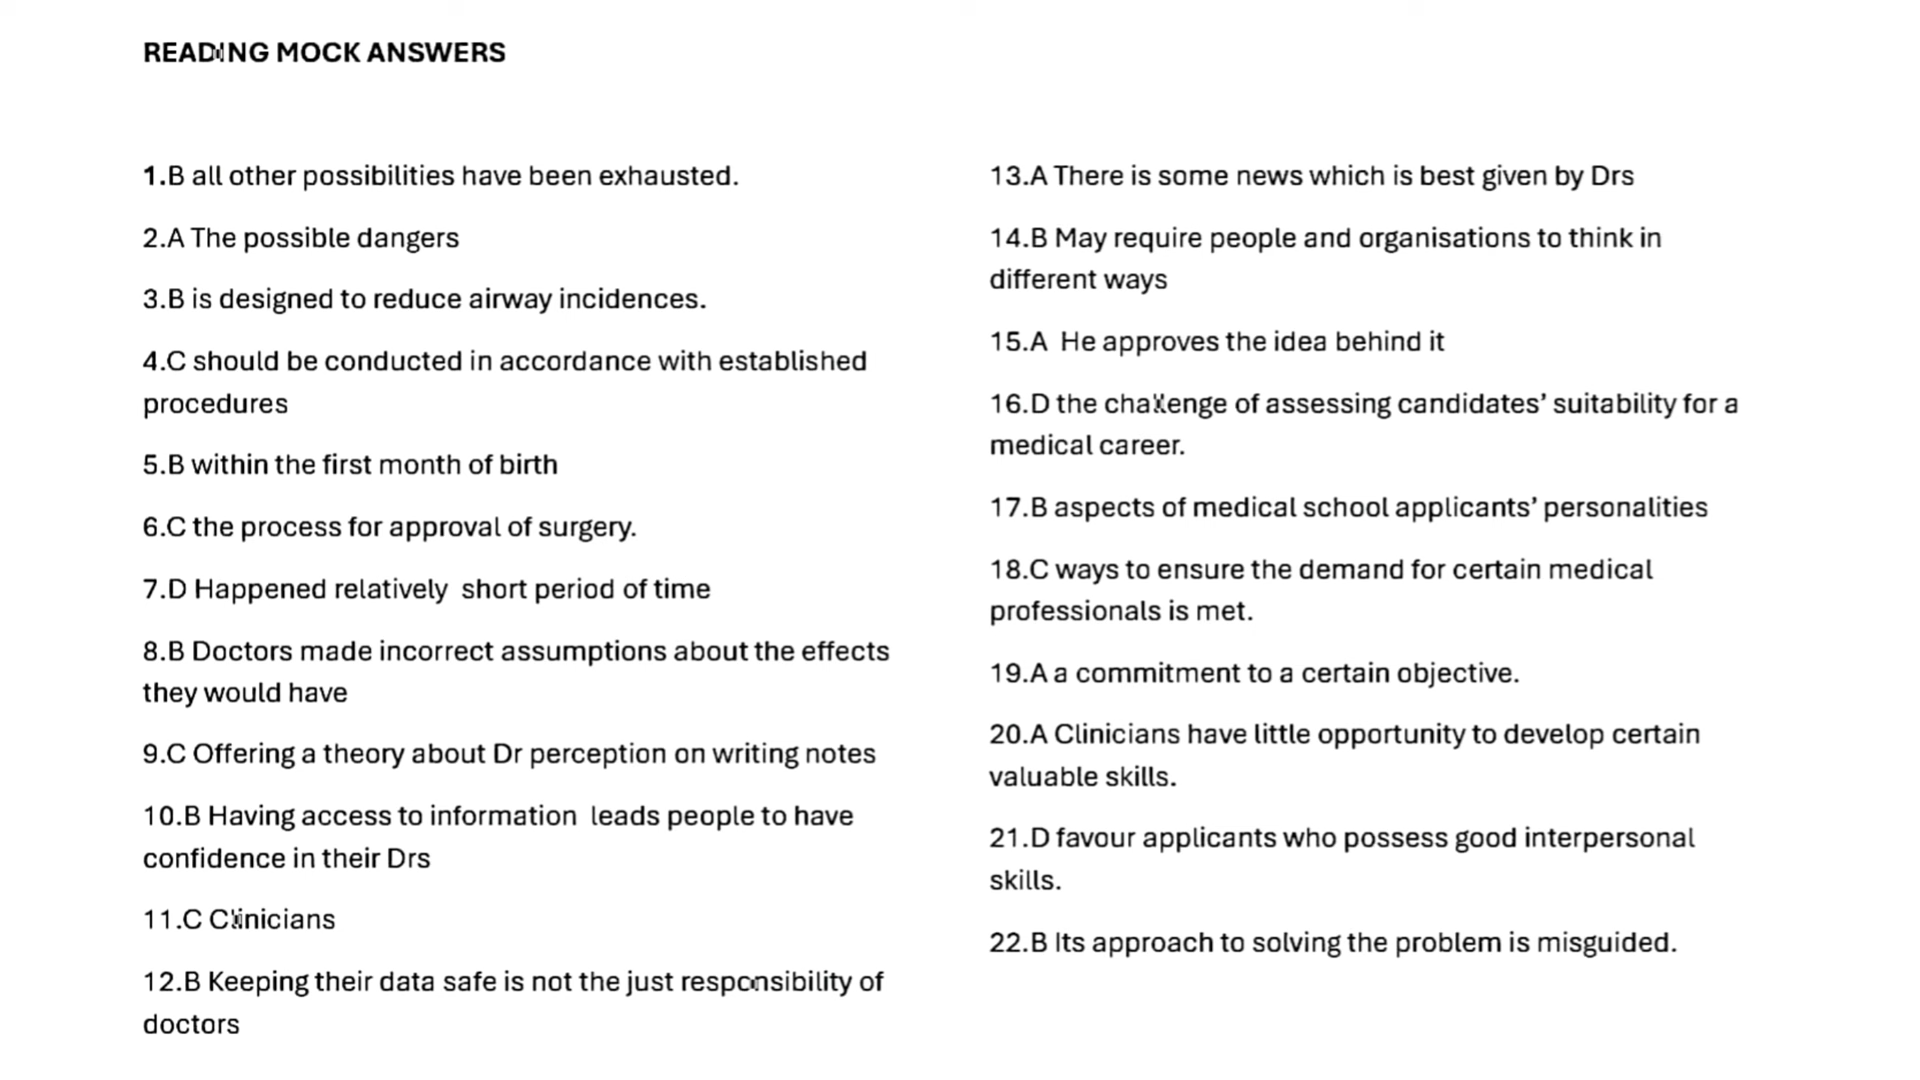 READING MOCK ANSWERS
1.B all other possibilities have been exhausted.
2.A The possible dangers
3.B is designed to reduce airway incidences.
4.C should be conducted in accordance with established
procedures
5.B within the first month of birth
6.C the process for approval of surgery.
7.D Happened relatively  short period of time
8.B Doctors made incorrect assumptions about the effects
they would have
9.C Offering a theory about Dr perception on writing notes
10.B Having access to information  leads people to have
confidence in their Drs
11.C Clinicians
12.B Keeping their data safe is not the just responsibility of
doctors
13.A There is some news which is best given by Drs
14.B May require people and organisations to think in
different ways
15.A  He approves the idea behind it
16.D the challenge of assessing candidates’ suitability for a
medical career.
17.B aspects of medical school applicants’ personalities
18.C ways to ensure the demand for certain medical
professionals is met.
19.A a commitment to a certain objective.
20.A Clinicians have little opportunity to develop certain
valuable skills.
21.D favour applicants who possess good interpersonal
skills.
22.B Its approach to solving the problem is misguided.